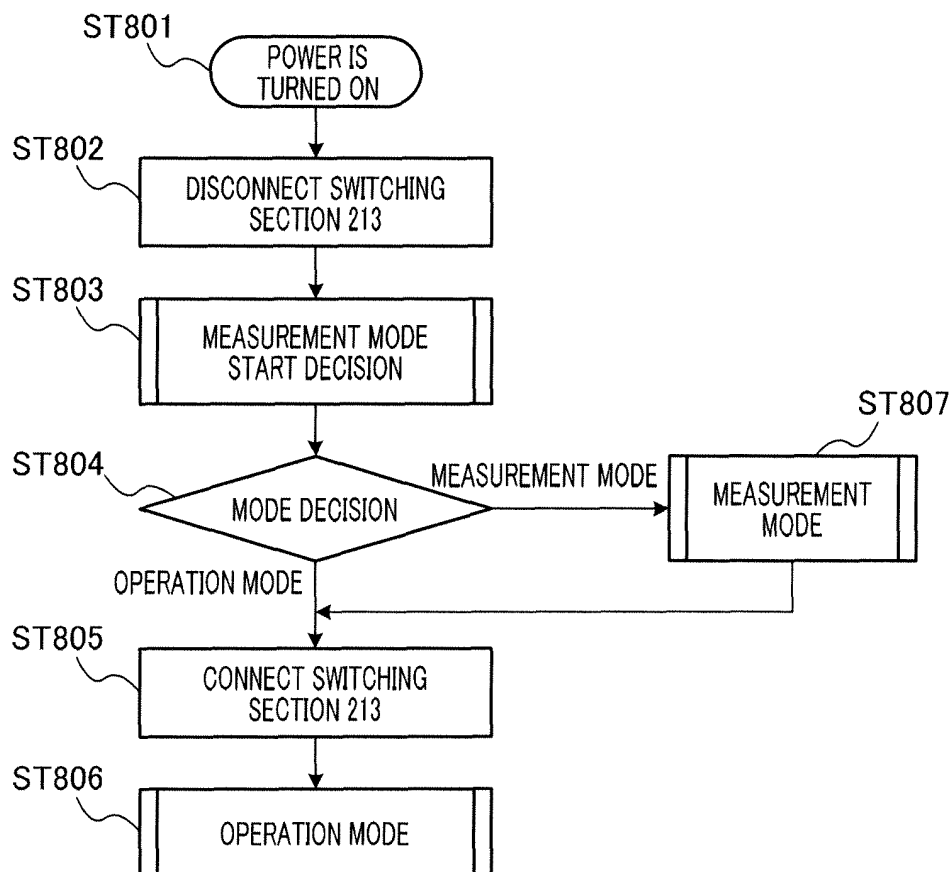 ST801
POWER IS
TURNED ON
ST802
DISCONNECT SWITCHING
SECTION 213
ST803
MEASUREMENT MODE
START DECISION
ST804
MODE DECISION
MEASUREMENT MODE
ST807
MEASUREMENT
MODE
OPERATION MODE
ST805
CONNECT SWITCHING
SECTION 213
ST806
OPERATION MODE